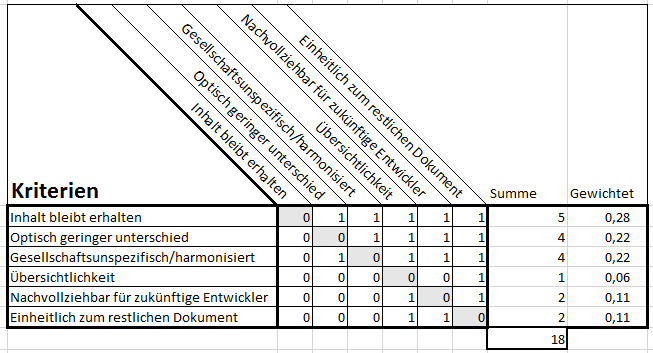 Inhalt bleibt erhalten
Optisch geringer unterschied
Gesellschaftsunspezifisch/harmonisiert
Übersichtlichkeit
Nachvollziehbar für zukünftige Entwickler
Einheitlich zum restlichen Dokument
Kriterien Summe Gewichtet
Inhalt bleibt erhalten 0 1 1 1 1 1 5 0,28
Optisch geringer unterschied 0 0 1 1 1 1 4 0,22
Gesellschaftsunspezifisch/harmonisiert 0 1 0 1 1 1 4 0,22
Übersichtlichkeit 0 0 0 0 0 1 1 0,06
Nachvollziehbar für zukünftige Entwickler 0 0 0 1 0 1 2 0,11
Einheitlich zum restlichen Dokument 0 0 0 1 1 0 2 0,11
18